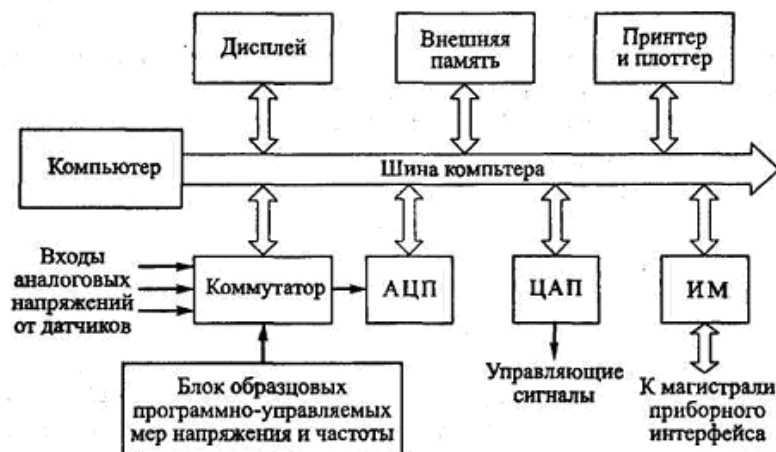 Дисплей
Внешняя
память
Принтер
и плоттер
Компьютер
Шина компьтера
Входы
аналоговых
напряжений
от датчиков
Коммутатор
АЦП
ЦАП
ИМ
Блок образцовых
программно-управляемых
мер напряжения и частоты
Управляющие
сигналы
К магистрали
приборного
интерфейса